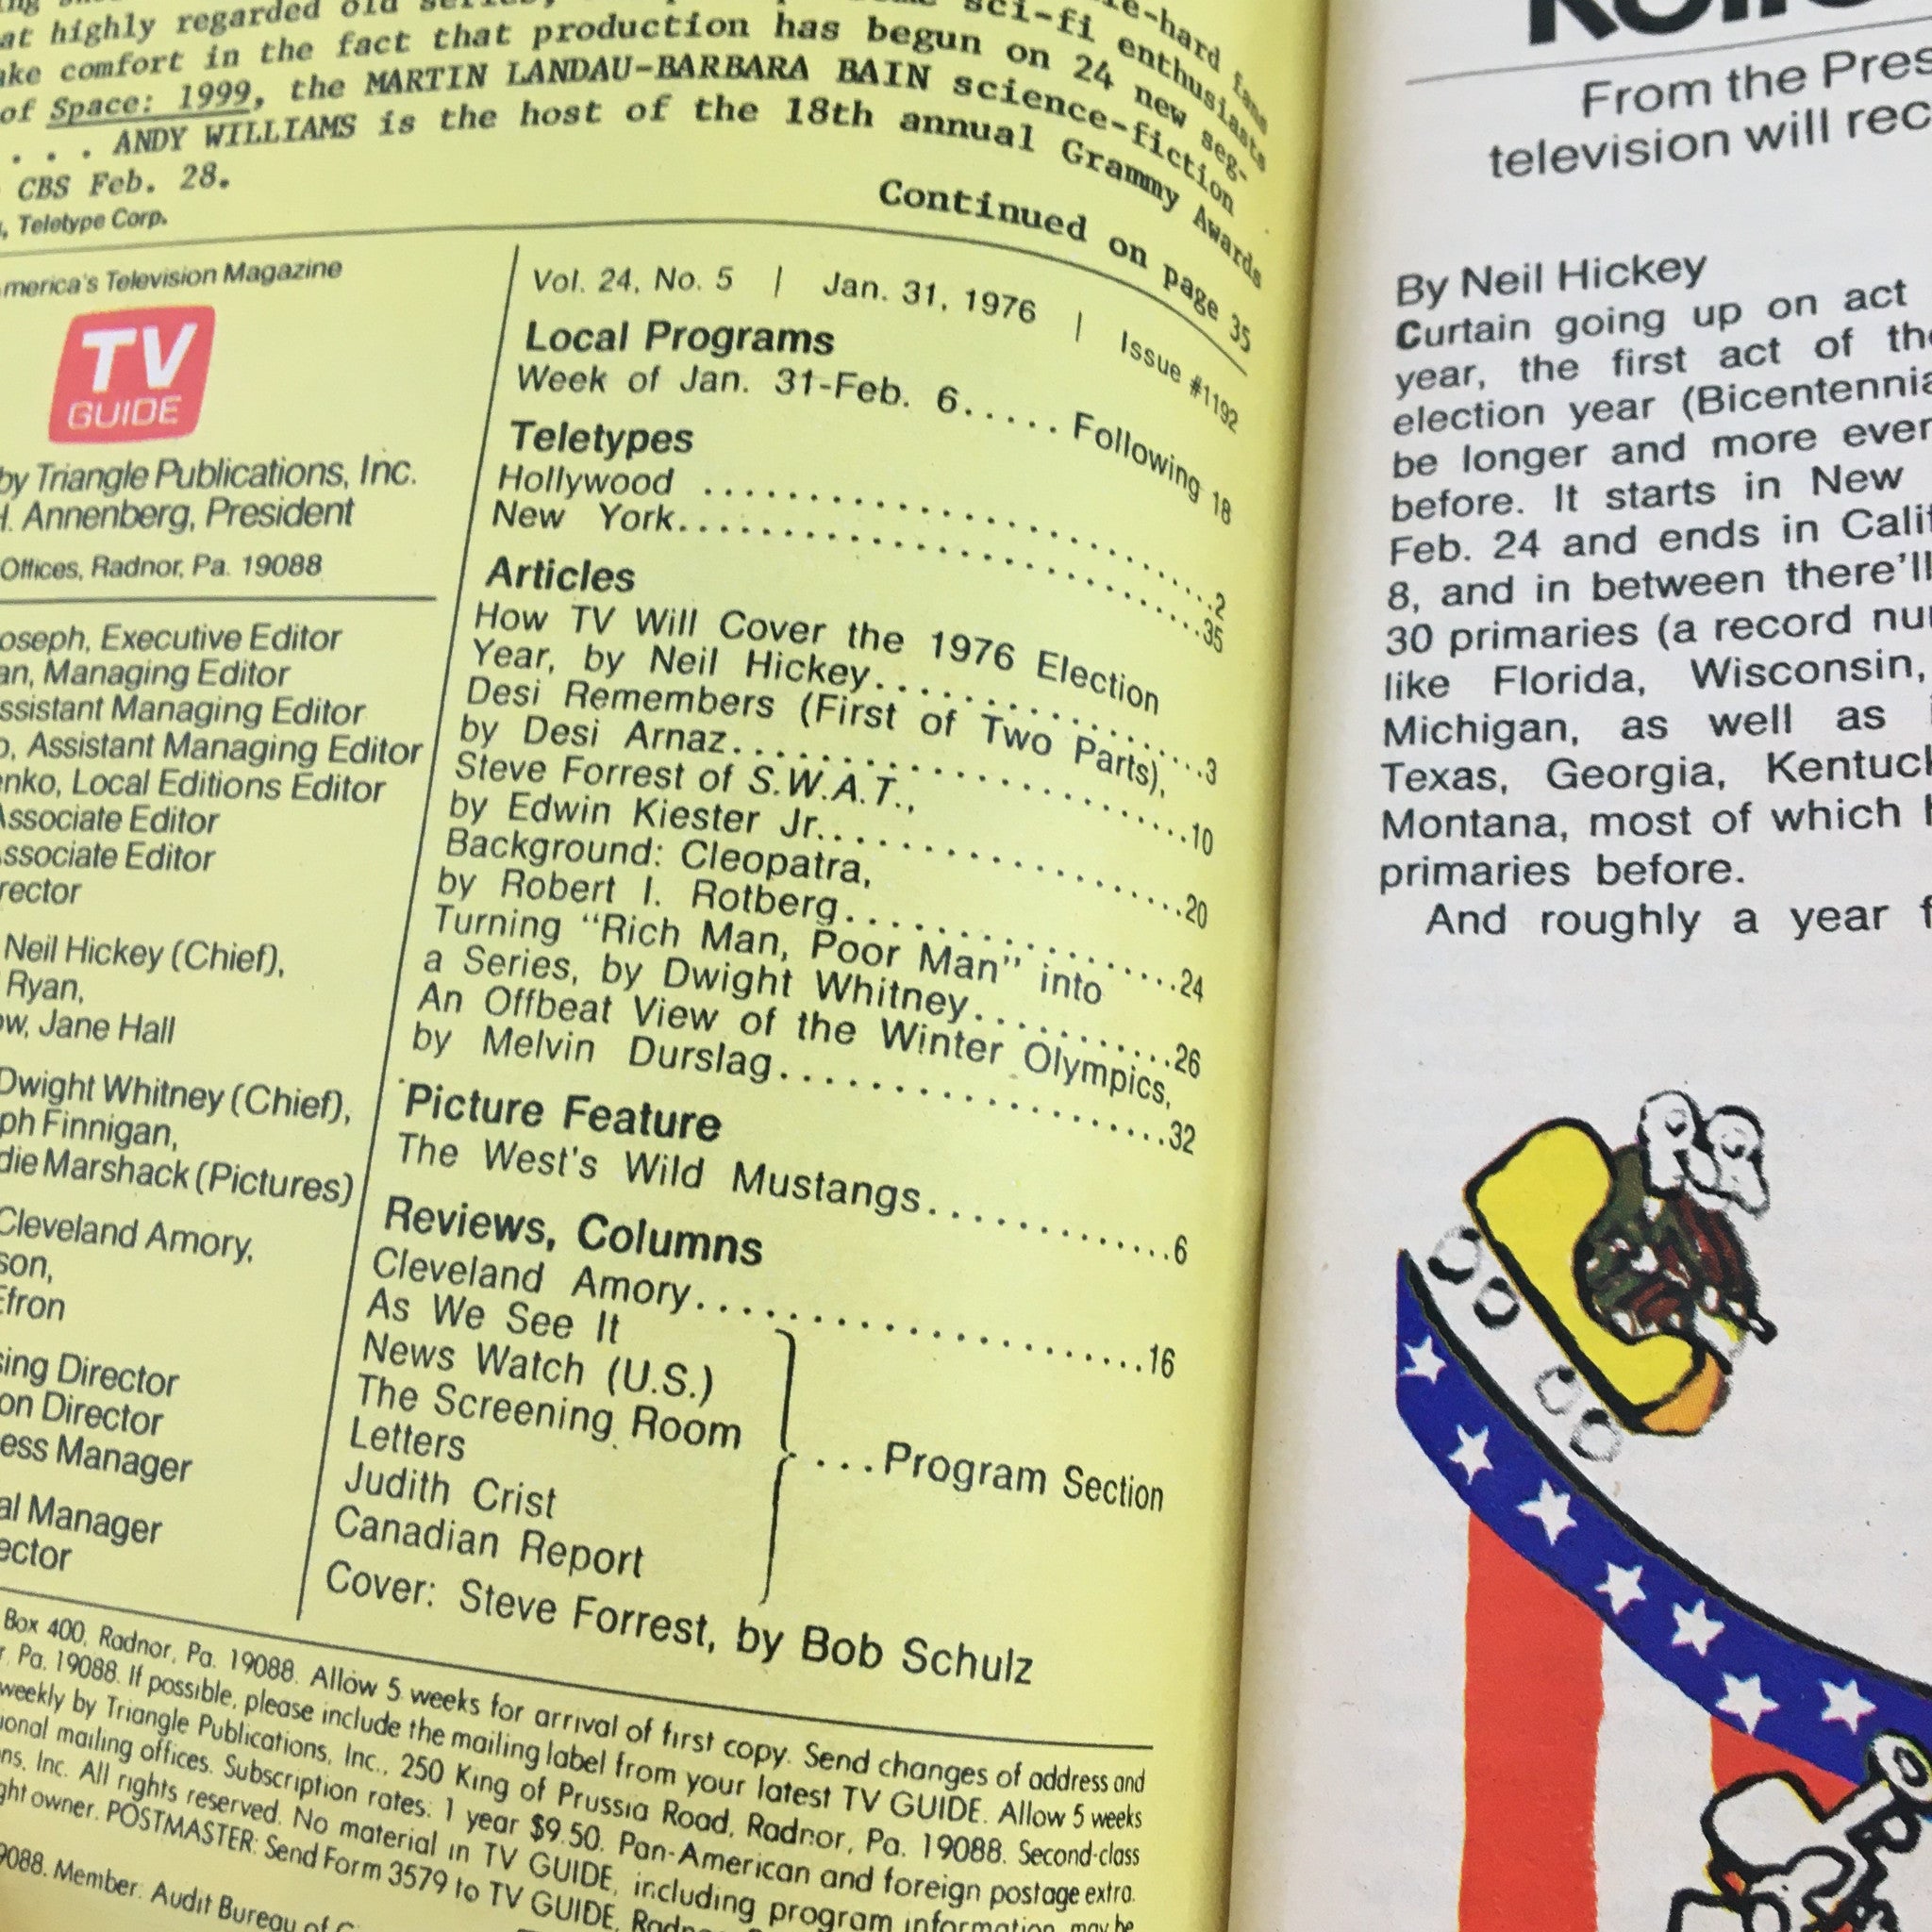 at highly regarded old
sci-fi enthusiasts
ake comfort in the fact that production has begun on 24 new seg-
of Space: 1999, the MARTIN LANDAU-BARBARA BAIN science-fiction
. . . ANDY WILLIAMS is the host of the 18th annual Grammy Awards
CBS Feb. 28.
Teletype Corp.
Continued on page 35
merica's Television Magazine
TV
GUIDE
by Triangle Publications, Inc.
H. Annenberg, President
Offices, Radnor, Pa. 19088
oseph, Executive Editor
an, Managing Editor
ssistant Managing Editor
o, Assistant Managing Editor
enko, Local Editions Editor
Associate Editor
Associate Editor
rector
Neil Hickey (Chief),
Ryan,
ow, Jane Hall
Dwight Whitney (Chief),
ph Finnigan,
die Marshack (Pictures)
Cleveland Amory,
son,
Efron
sing Director
on Director
ess Manager
al Manager
ector
Vol. 24, No. 5 | Jan. 31, 1976 | Issue #1192
Local Programs
Week of Jan. 31-Feb. 6..... Following 18
Teletypes
Hollywood ....................2
New York....................35
Articles
How TV Will Cover the 1976 Election
Year, by Neil Hickey....................3
Desi Remembers (First of Two Parts),
by Desi Arnaz....................10
Steve Forrest of S.W.A.T.,
by Edwin Kiester Jr....................20
Background: Cleopatra,
by Robert I. Rotberg....................24
Turning "Rich Man, Poor Man" into
a Series, by Dwight Whitney............26
An Offbeat View of the Winter Olympics,
by Melvin Durslag....................32
Picture Feature
The West's Wild Mustangs............6
Reviews, Columns
Cleveland Amory....................16
As We See It
News Watch (U.S.)
The Screening Room
Letters
Judith Crist
Canadian Report
...Program Section
Cover: Steve Forrest, by Bob Schulz
Box 400, Radnor, Pa. 19088. Allow 5 weeks for arrival of first copy. Send changes of address and
r, Pa. 19088. If possible, please include the mailing label from your latest TV GUIDE. Allow 5 weeks
weekly by Triangle Publications, Inc., 250 King of Prussia Road, Radnor, Pa. 19088. Second-class
ional mailing offices. Subscription rates: 1 year $9.50. Pan-American and foreign postage extra.
ns, Inc. All rights reserved. No material in TV GUIDE, including program information, may be
ght owner. POSTMASTER: Send Form 3579 to TV GUIDE,
9088. Member: Audit Bureau of
From the Pres
television will rec
By Neil Hickey
Curtain going up on act
year, the first act of the
election year (Bicentennia
be longer and more ever
before. It starts in New
Feb. 24 and ends in Calif
8, and in between there'll
30 primaries (a record nu
like Florida, Wisconsin,
Michigan, as well as
Texas, Georgia, Kentuck
Montana, most of which h
primaries before.
And roughly a year f